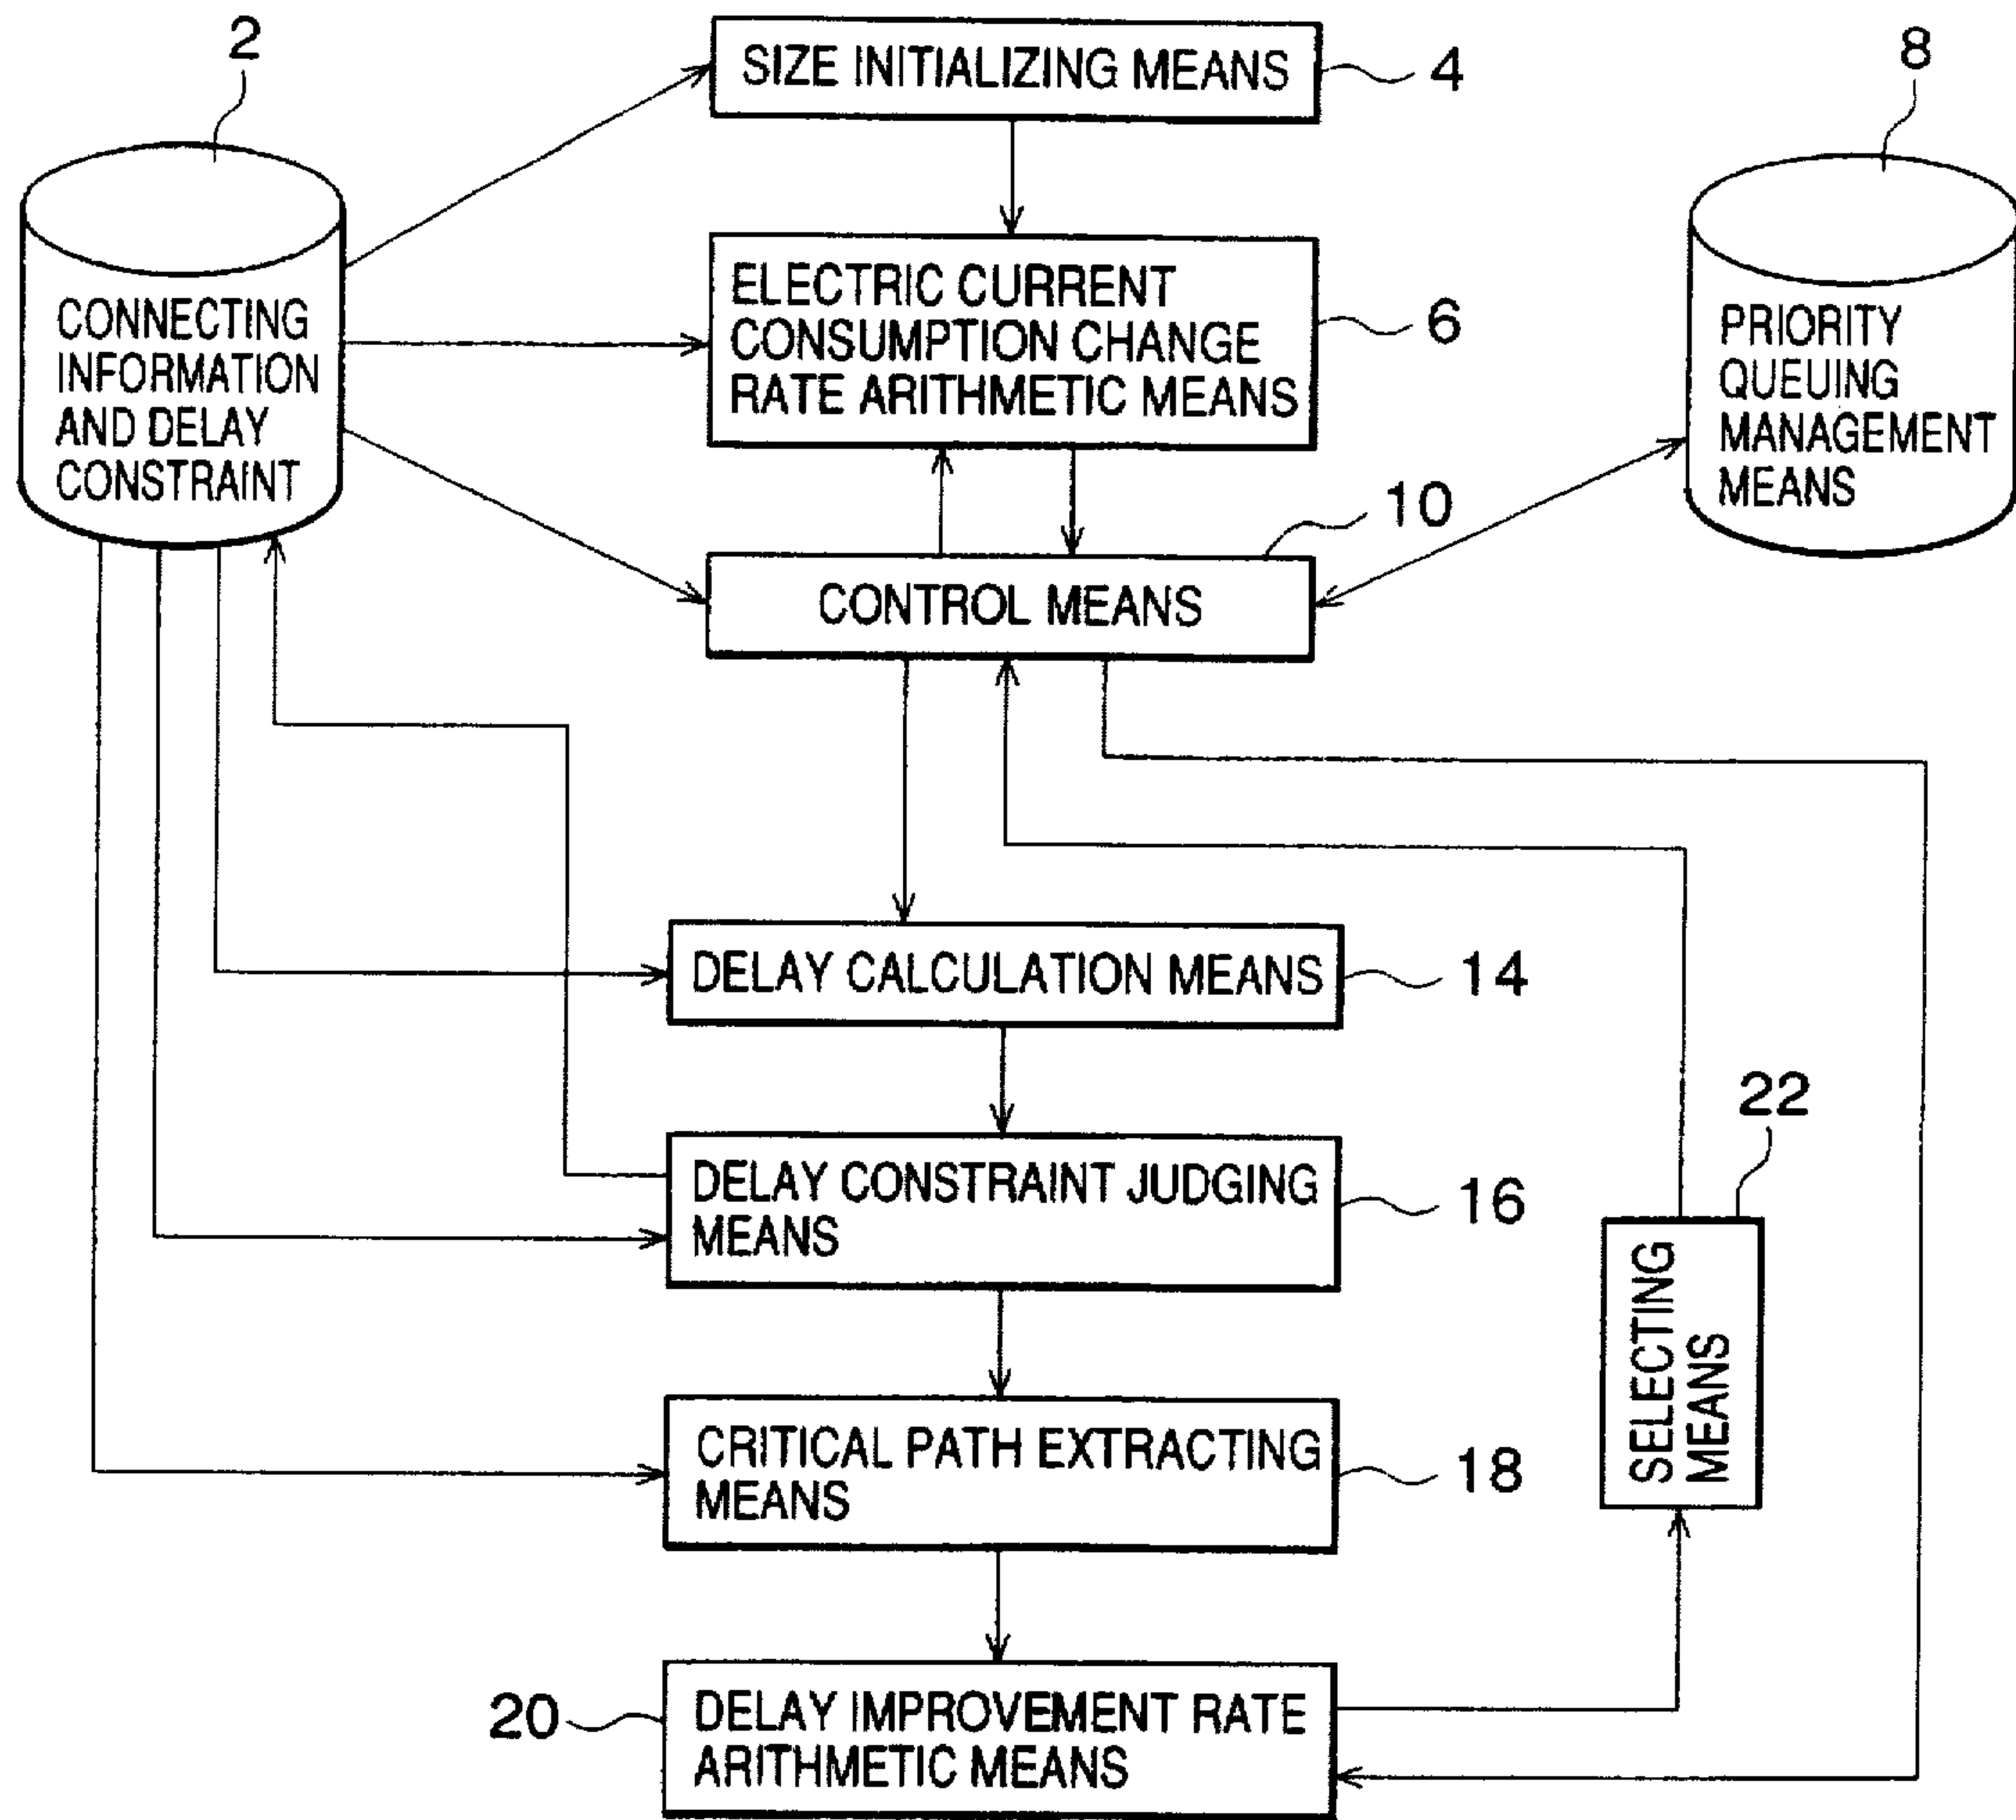 2
SIZE INITIALIZING MEANS
4
8
CONNECTING
INFORMATION
AND DELAY
CONSTRAINT
ELECTRIC CURRENT
CONSUMPTION CHANGE
RATE ARITHMETIC MEANS
6
PRIORITY
QUEUING
MANAGEMENT
MEANS
10
CONTROL MEANS
DELAY CALCULATION MEANS
14
DELAY CONSTRAINT JUDGING
MEANS
16
22
SELECTING
MEANS
CRITICAL PATH EXTRACTING
MEANS
18
20
DELAY IMPROVEMENT RATE
ARITHMETIC MEANS